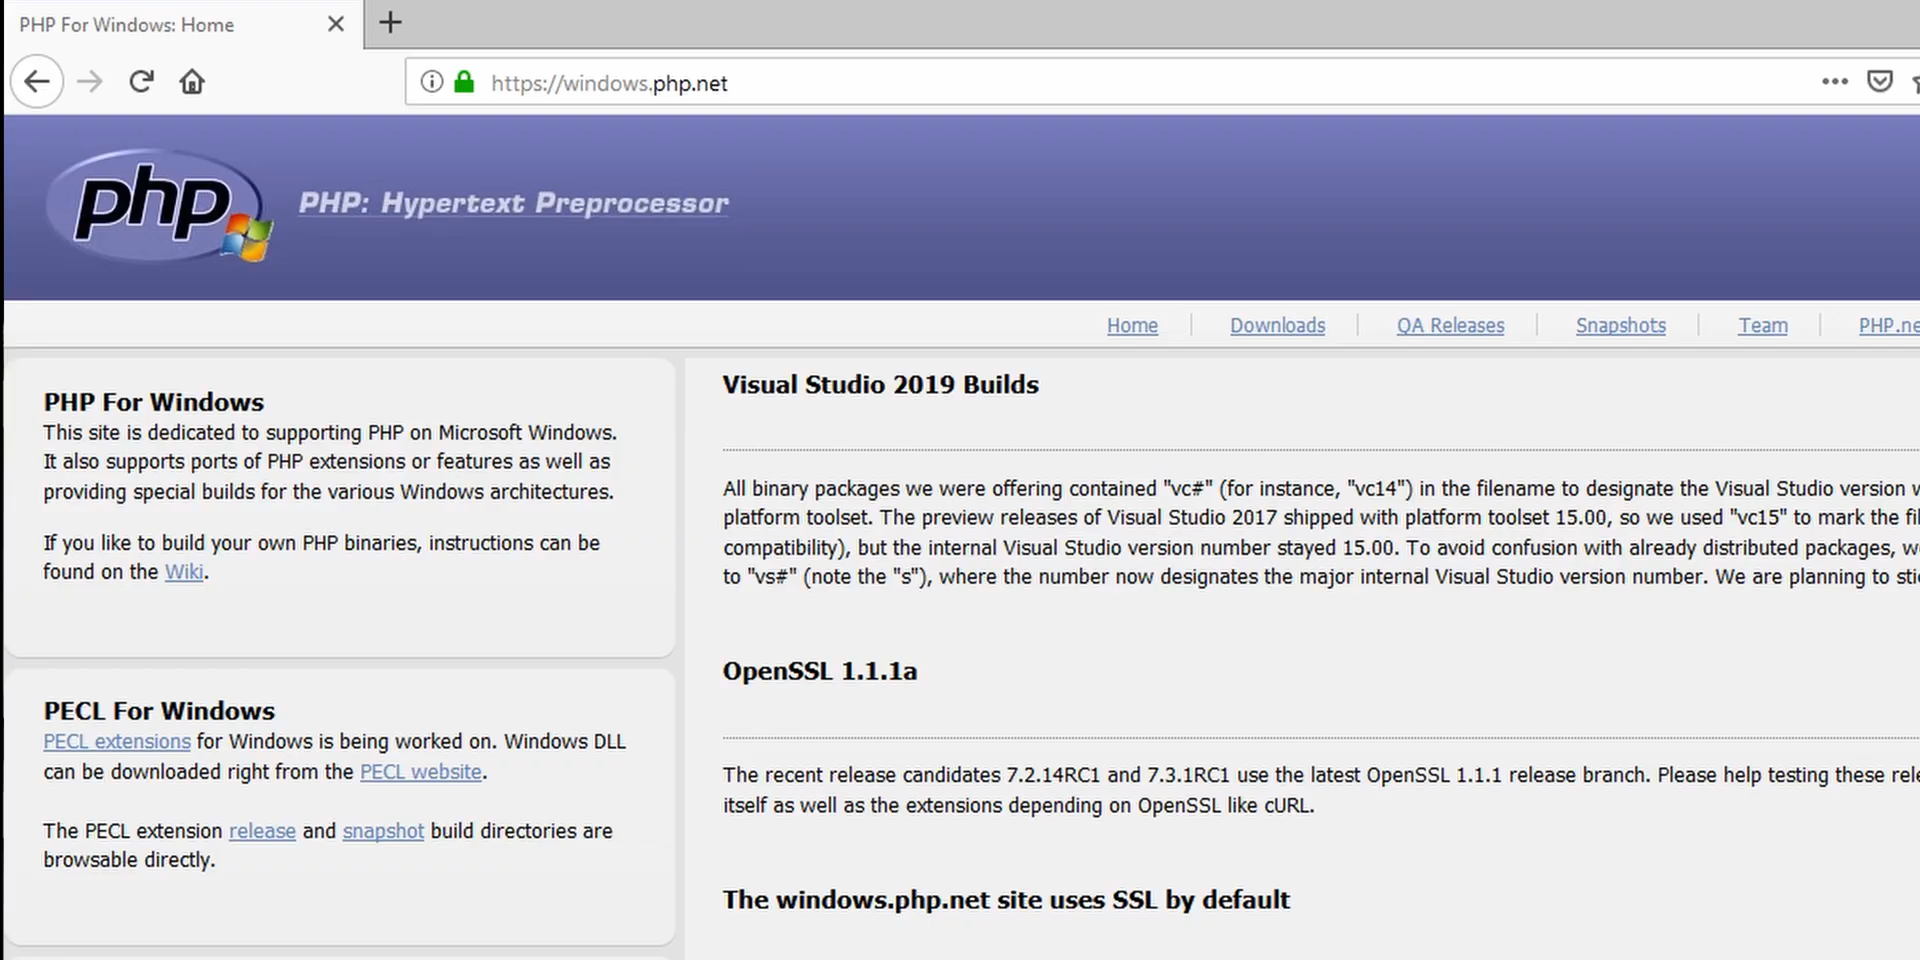 PHP For Windows: Home
https://windows.php.net
php
PHP: Hypertext Preprocessor
Home
Downloads
QA Releases
Snapshots
Team
PHP For Windows
This site is dedicated to supporting PHP on Microsoft Windows.
It also supports ports of PHP extensions or features as well as
providing special builds for the various Windows architectures.
If you like to build your own PHP binaries, instructions can be
found on the Wiki.
PECL For Windows
PECL extensions for Windows is being worked on. Windows DLL
can be downloaded right from the PECL website.
The PECL extension release and snapshot build directories are
browsable directly.
Visual Studio 2019 Builds
All binary packages we were offering contained "vc#" (for instance, "vc14") in the filename to designate the Visual Studio version
platform toolset. The preview releases of Visual Studio 2017 shipped with platform toolset 15.00, so we used "vc15" to mark the
compatibility), but the internal Visual Studio version number stayed 15.00. To avoid confusion with already distributed packages,
to "vs#" (note the "s"), where the number now designates the major internal Visual Studio version number. We are planning to
OpenSSL 1.1.1a
The recent release candidates 7.2.14RC1 and 7.3.1RC1 use the latest OpenSSL 1.1.1 release branch. Please help testing these
itself as well as the extensions depending on OpenSSL like cURL.
The windows.php.net site uses SSL by default